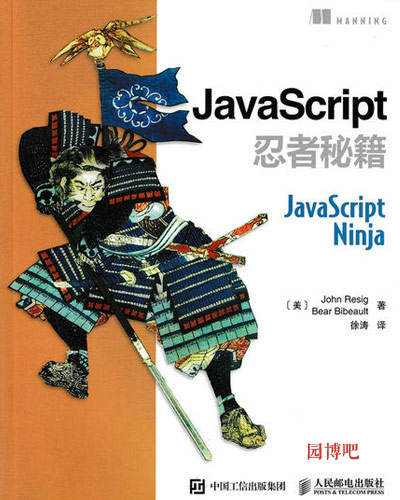 MANNING
JavaScript
忍者秘籍
JavaScript
Ninja
〔美〕 John Resig 著
Bear Bibeault
徐涛 译
园博吧
中国工信出版集团
人民邮电出版社
POSTS & TELECOM PRESS